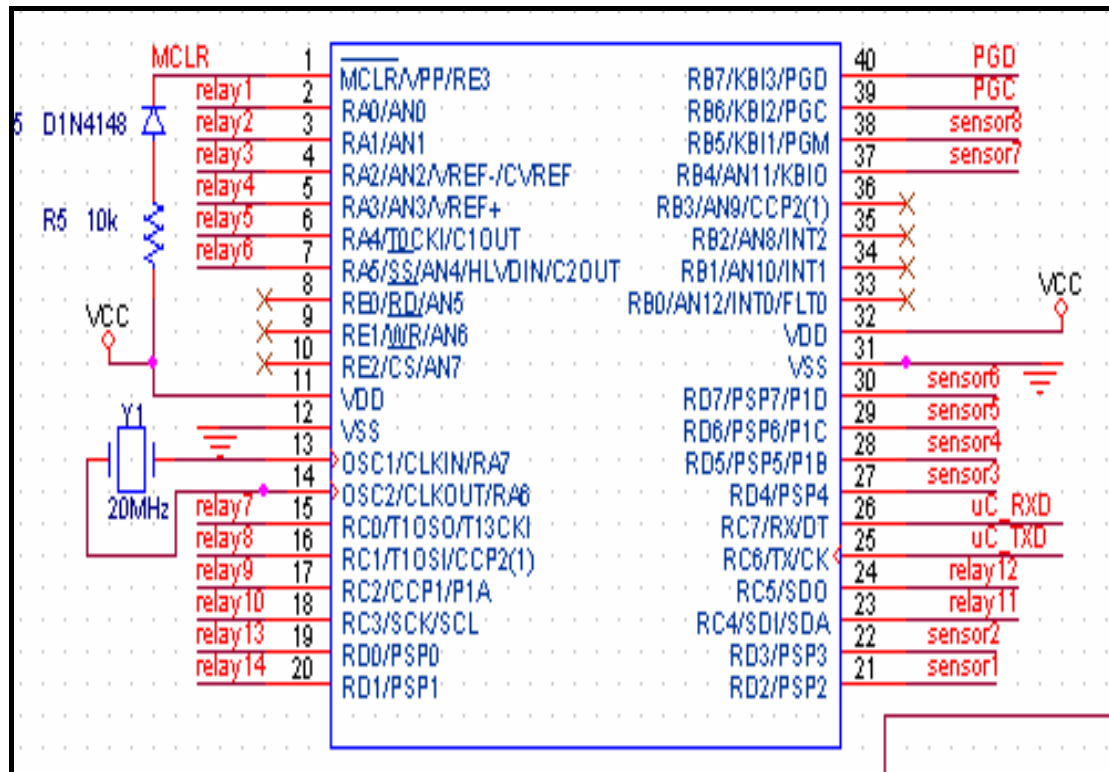 MCLR 1 MCLR/VPP/RE3 RB7/KBI3/PGD 40 PGD
relay1 2 RA0/AN0 RB6/KBI2/PGC 39 PGC
5 D1N4148 relay2 3 RA1/AN1 RB5/KBI1/PGM 38 sensor8
relay3 4 RA2/AN2/VREF-/CVREF RB4/AN11/KBI0 37 sensor7
relay4 5 RA3/AN3/VREF+ RB3/AN9/CCP2(1) 36
R5 10k relay5 6 RA4/T0CKI/C1OUT RB2/AN8/INT2 35
relay6 7 RA5/SS/AN4/HLVDIN/C2OUT RB1/AN10/INT1 34
8 RE0/RD/AN5 RB0/AN12/INT0/FLT0 33 VCC
VCC 9 RE1/WR/AN6 VDD 32
10 RE2/CS/AN7 VSS 31
11 VDD RD7/PSP7/P1D 30 sensor6
Y1 12 VSS RD6/PSP6/P1C 29 sensor5
13 OSC1/CLKIN/RA7 RD5/PSP5/P1B 28 sensor4
20MHz 14 OSC2/CLKOUT/RA6 RD4/PSP4 27 sensor3
relay7 15 RC0/T1OSO/T13CKI RC7/RX/DT 26 uC_RXD
relay8 16 RC1/T1OSI/CCP2(1) RC6/TX/CK 25 uC_TXD
relay9 17 RC2/CCP1/P1A RC5/SDO 24 relay12
relay10 18 RC3/SCK/SCL RC4/SDI/SDA 23 relay11
relay13 19 RD0/PSP0 RD3/PSP3 22 sensor2
relay14 20 RD1/PSP1 RD2/PSP2 21 sensor1